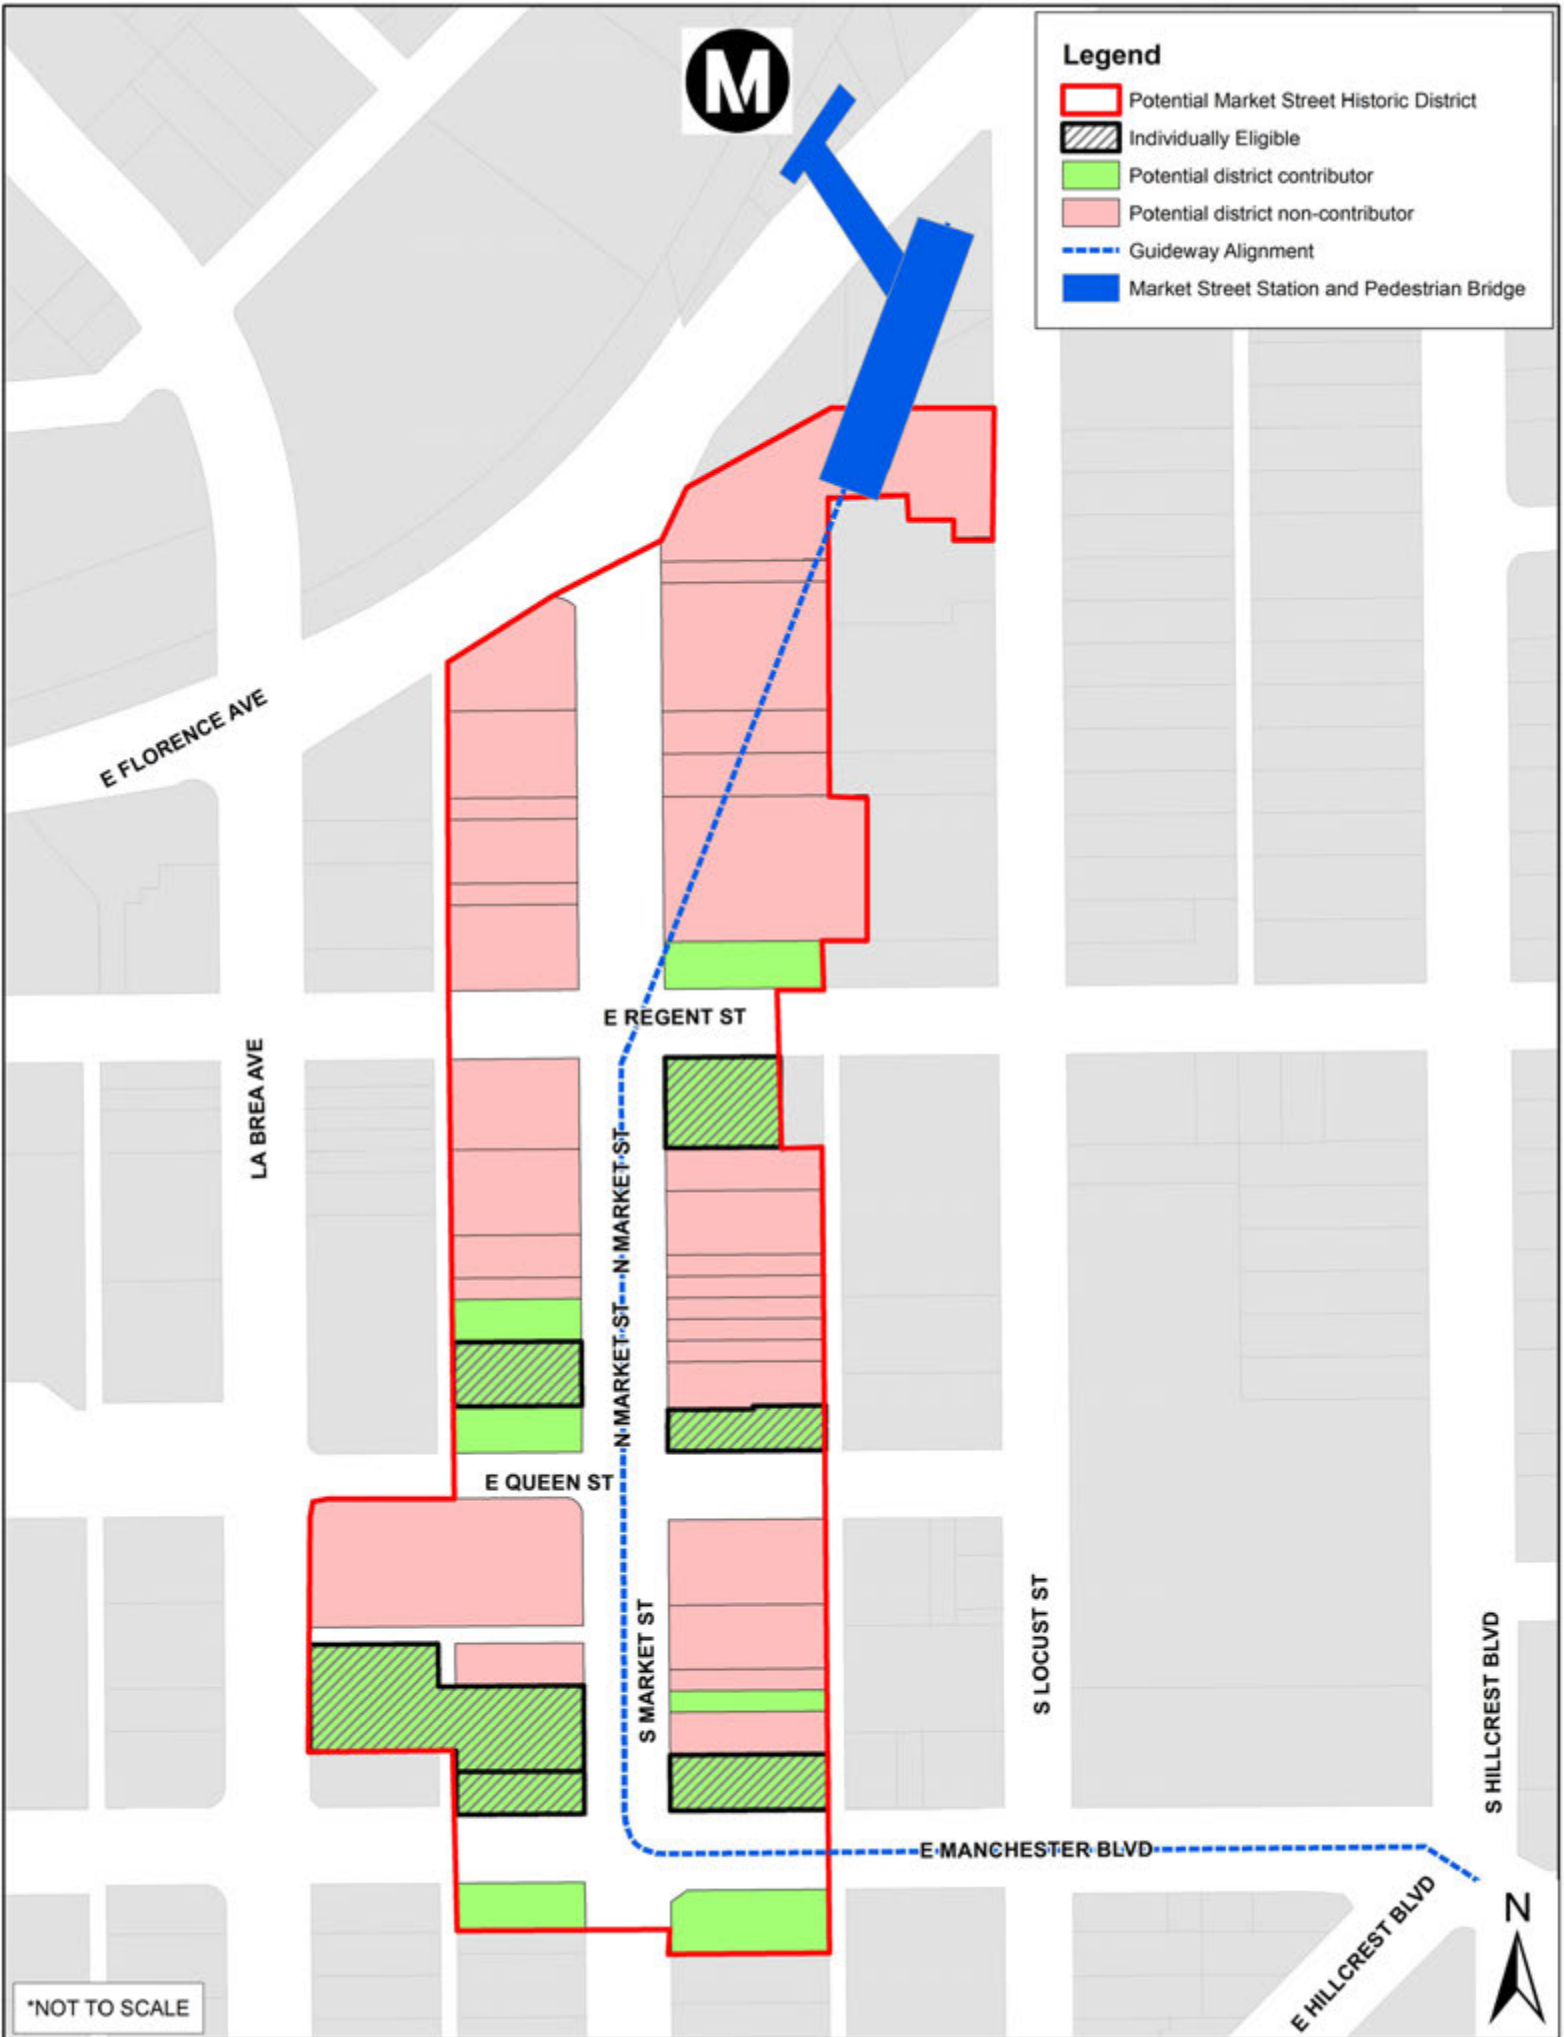 M
Legend
Potential Market Street Historic District
Individually Eligible
Potential district contributor
Potential district non-contributor
Guideway Alignment
Market Street Station and Pedestrian Bridge
E FLORENCE AVE
E REGENT ST
LA BREA AVE
N MARKET ST
N MARKET ST
E QUEEN ST
S MARKET ST
S LOCUST ST
S HILLCREST BLVD
E MANCHESTER BLVD
E HILLCREST BLVD
N
*NOT TO SCALE